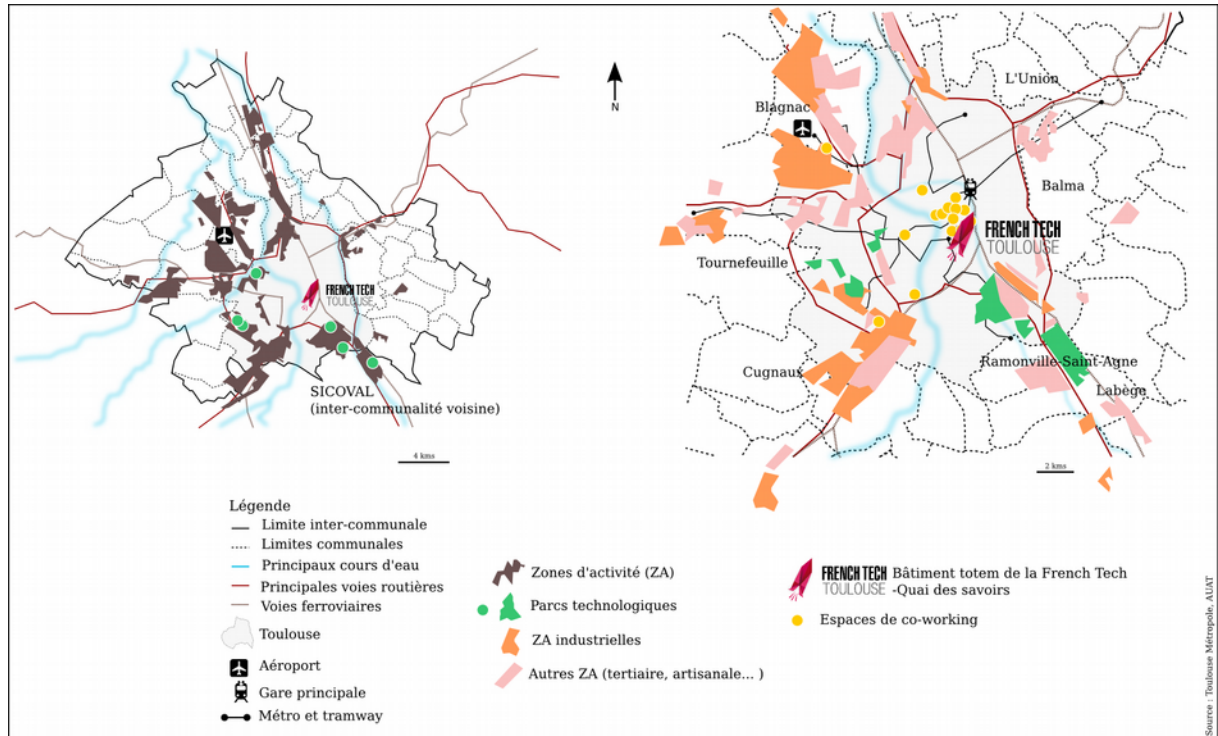 FRENCH TECH
TOULOUSE
SICOVAL
(inter-communalité voisine)
4 kms
N
L'Union
Blagnac
Balma
FRENCH TECH
TOULOUSE
Tournefeuille
Ramonville-Saint-Agne
Cugnaux
Labège
2 kms
Légende
Limite inter-communale
Limites communales
Principaux cours d'eau
Principales voies routières
Voies ferroviaires
Toulouse
Aéroport
Gare principale
Métro et tramway
Zones d'activité (ZA)
Parcs technologiques
ZA industrielles
Autres ZA (tertiaire, artisanale... )
FRENCH TECH
TOULOUSE
Bâtiment totem de la French Tech
-Quai des savoirs
Espaces de co-working
Source : Toulouse Métropole, AUAT